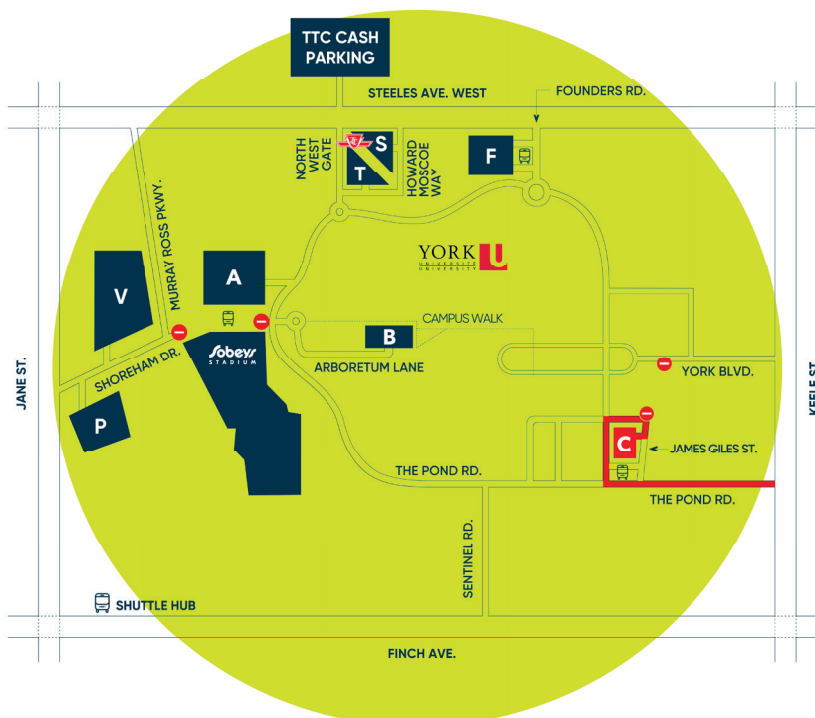 TTC CASH
PARKING
STEELES AVE. WEST
FOUNDERS RD.
NORTH
WEST
GATE
S
T
HOWARD
MOSCOE
WAY
F
MURRAY ROSS PKWY.
YORK
UNIVERSITÉ
UNIVERSITY
U
V
A
B
CAMPUS WALK
Sobeys
STADIUM
SHOREHAM DR.
ARBORETUM LANE
YORK BLVD.
JANE ST.
KEELE ST.
P
C
JAMES GILES ST.
THE POND RD.
THE POND RD.
SENTINEL RD.
SHUTTLE HUB
FINCH AVE.